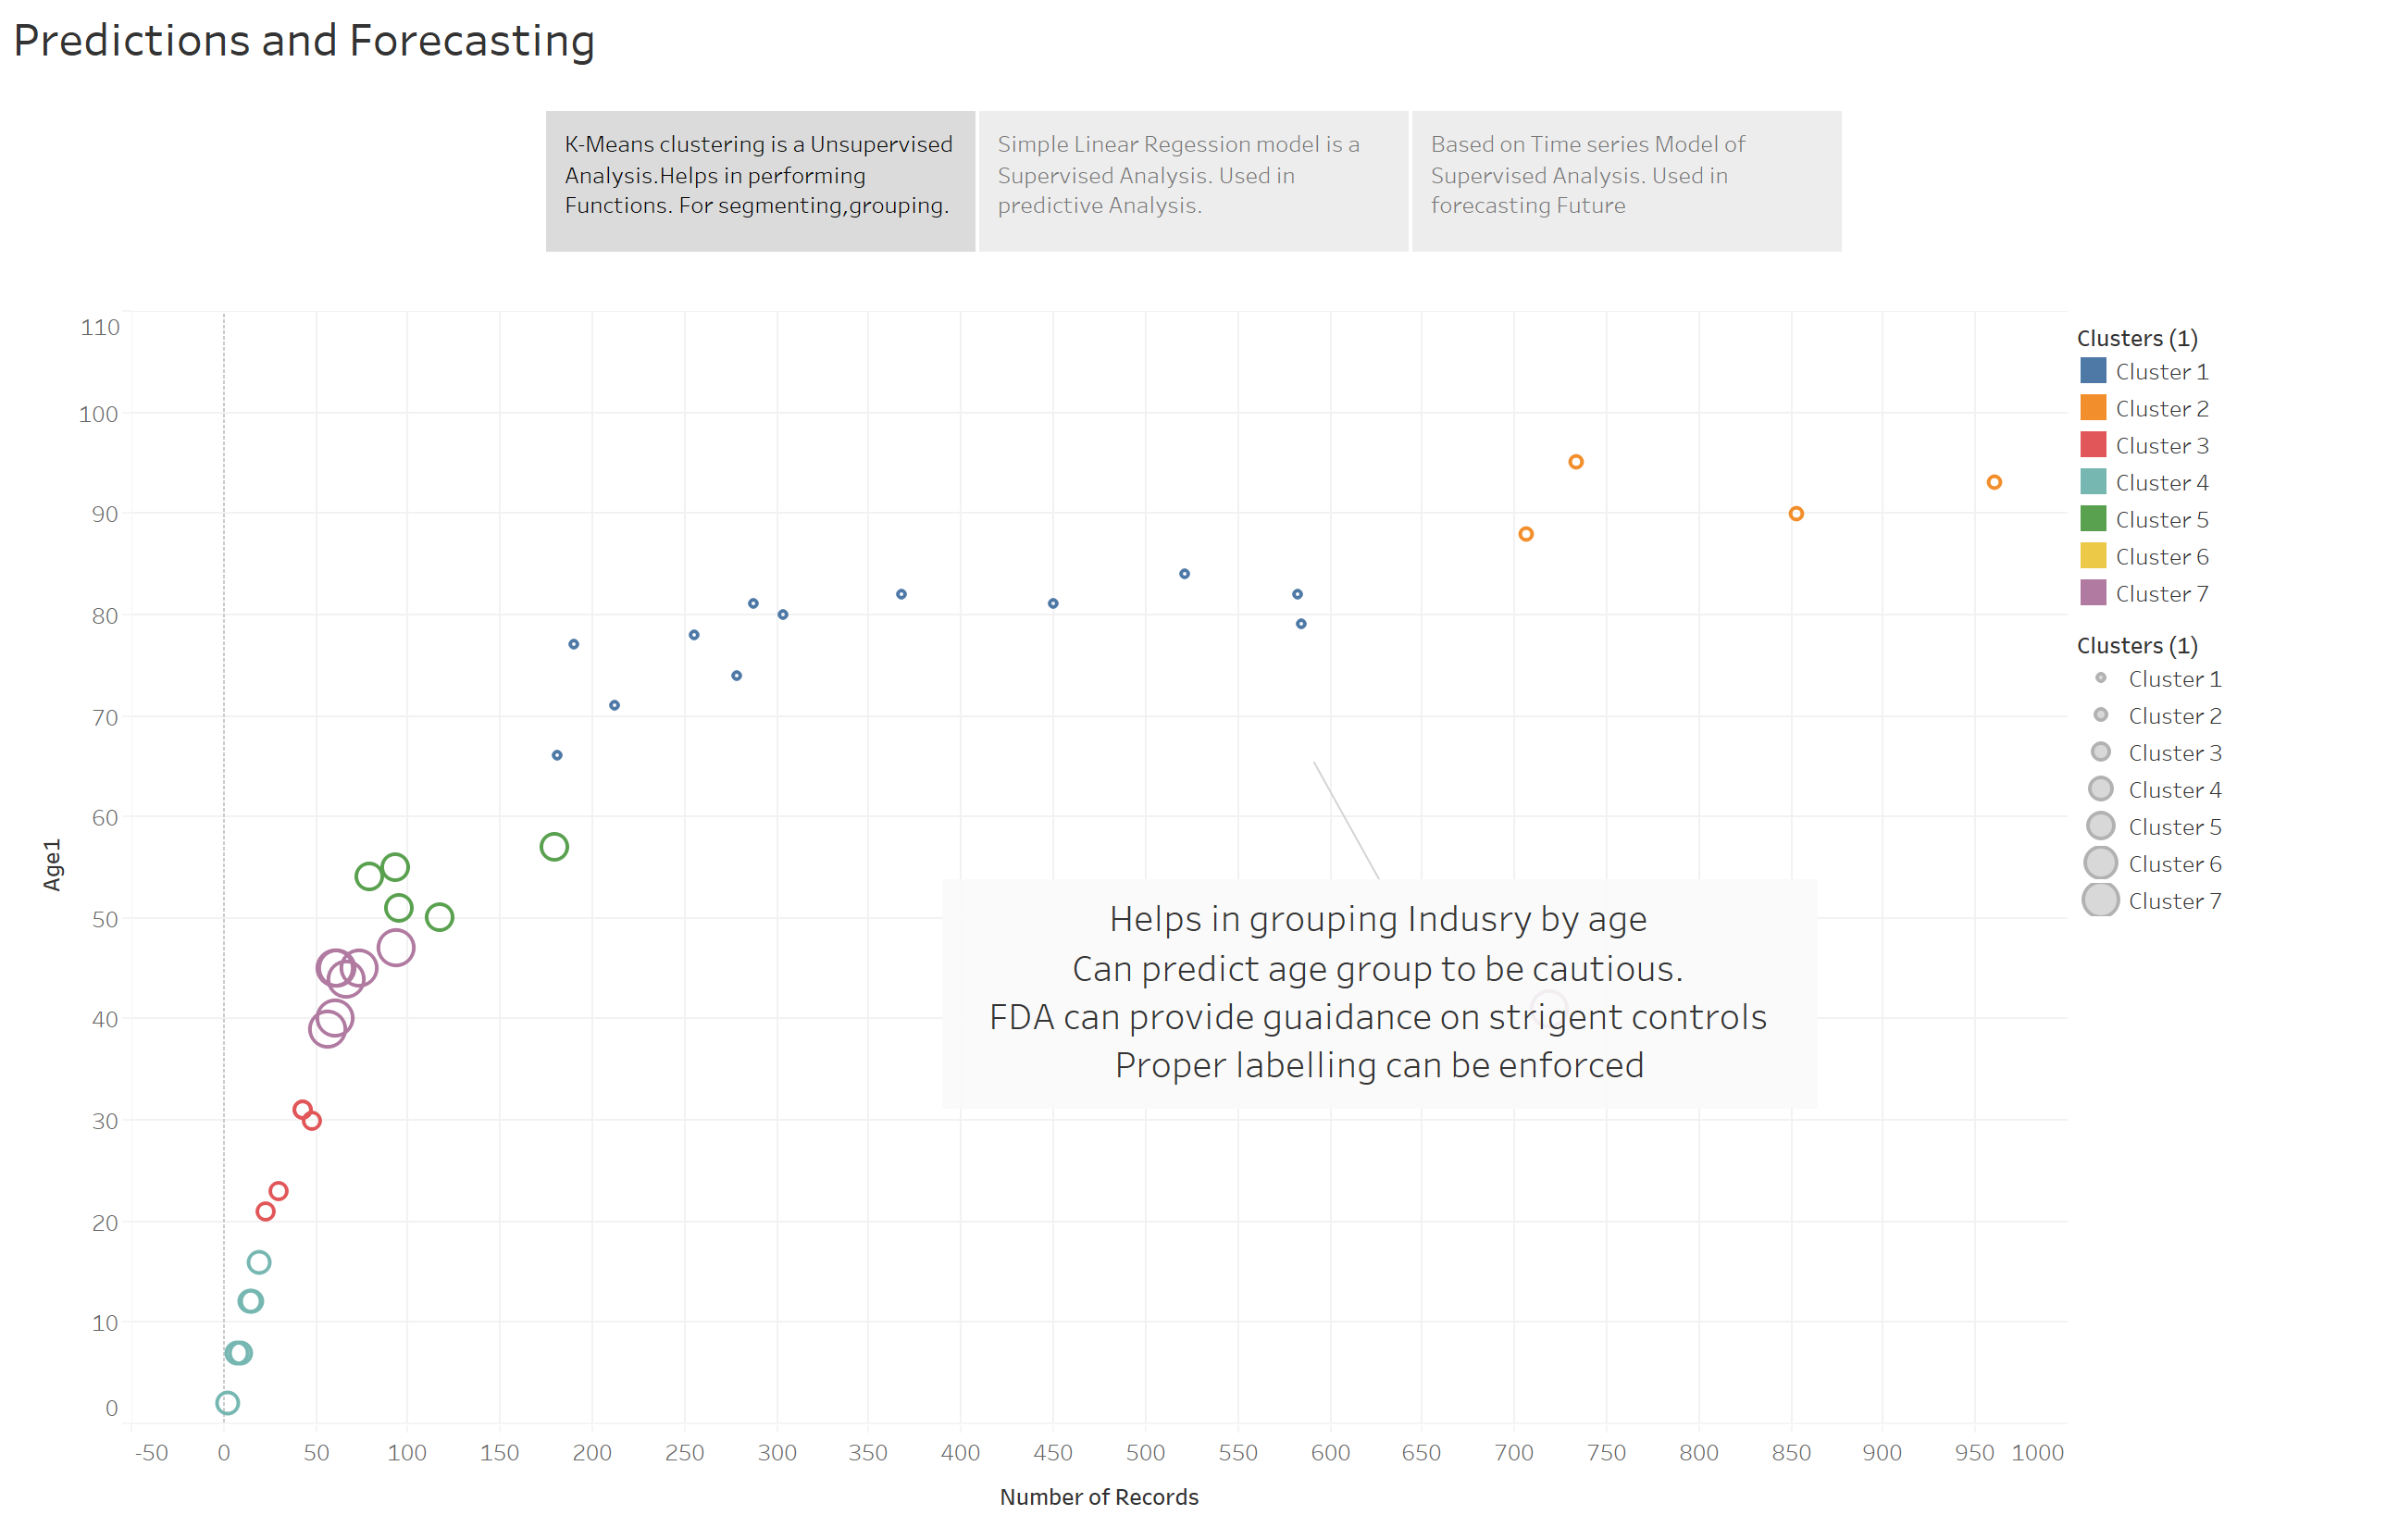 Predictions and Forecasting
K-Means clustering is a Unsupervised
Analysis.Helps in performing
Functions. For segmenting,grouping.
Simple Linear Regession model is a
Supervised Analysis. Used in
predictive Analysis.
Based on Time series Model of
Supervised Analysis. Used in
forecasting Future
110
100
90
80
70
60
50
40
30
20
10
0
Age1
-50 0 50 100 150 200 250 300 350 400 450 500 550 600 650 700 750 800 850 900 950 1000
Number of Records
Helps in grouping Indusry by age
Can predict age group to be cautious.
FDA can provide guaidance on strigent controls
Proper labelling can be enforced
Clusters (1)
Cluster 1
Cluster 2
Cluster 3
Cluster 4
Cluster 5
Cluster 6
Cluster 7
Clusters (1)
Cluster 1
Cluster 2
Cluster 3
Cluster 4
Cluster 5
Cluster 6
Cluster 7